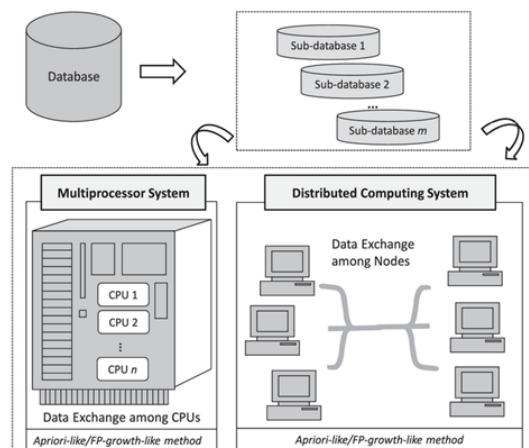 Database
Sub-database 1
Sub-database 2
...
Sub-database m
Multiprocessor System
CPU 1
CPU 2
⋮
CPU n
Data Exchange among CPUs
Apriori-like/FP-growth-like method
Distributed Computing System
Data Exchange
among Nodes
Apriori-like/FP-growth-like method